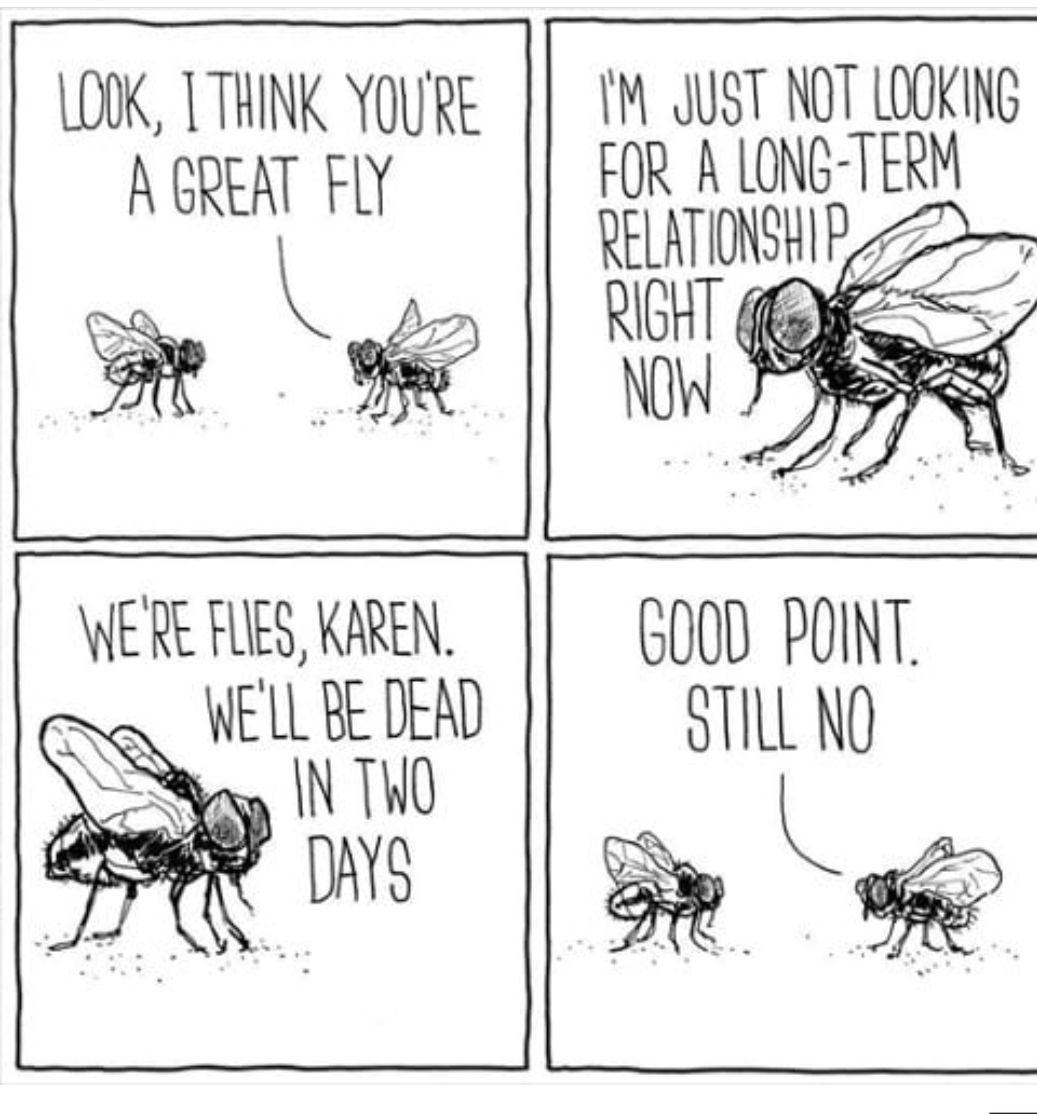 LOOK, I THINK YOU'RE
A GREAT FLY
I'M JUST NOT LOOKING
FOR A LONG-TERM
RELATIONSHIP
RIGHT
NOW
WE'RE FLIES, KAREN.
WE'LL BE DEAD
IN TWO
DAYS
GOOD POINT.
STILL NO